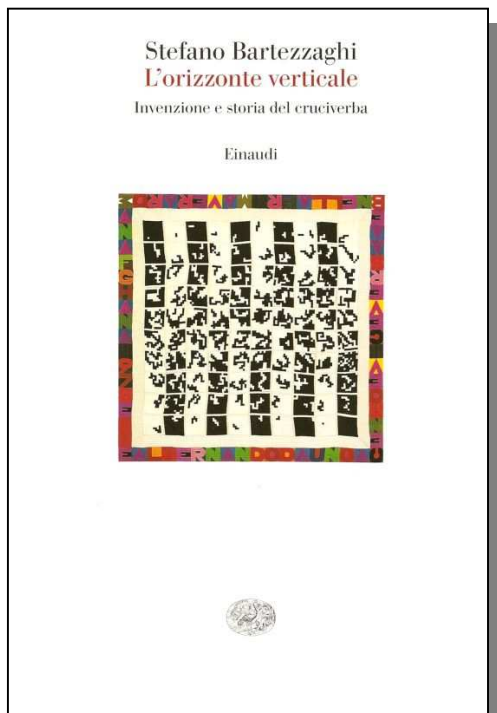 Stefano Bartezzaghi
L'orizzonte verticale
Invenzione e storia del cruciverba
Einaudi